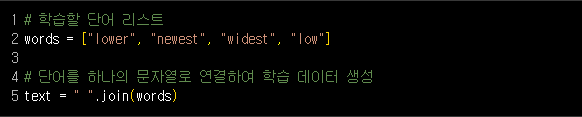 1 # 학습할 단어 리스트
2 words = ["lower", "newest", "widest", "low"]
3
4 # 단어를 하나의 문자열로 연결하여 학습 데이터 생성
5 text = " ".join(words)